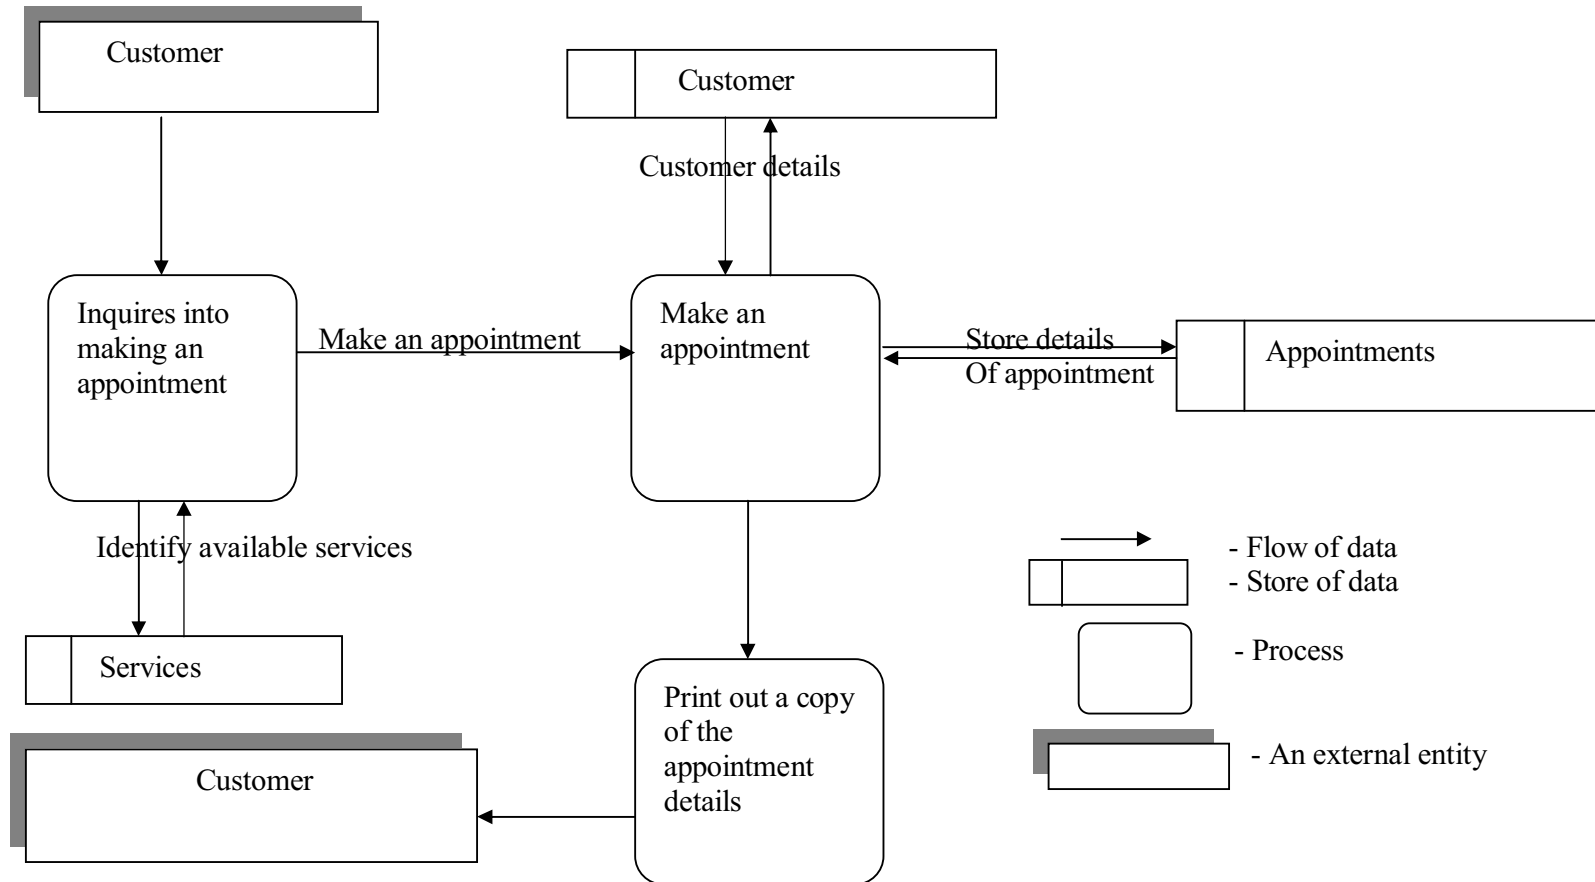 Customer
Customer
Customer details
Inquires into
making an
appointment
Make an appointment
Make an
appointment
Store details
Of appointment
Appointments
Identify available services
- Flow of data
- Store of data
Services
- Process
Print out a copy
of the
appointment
details
Customer
- An external entity